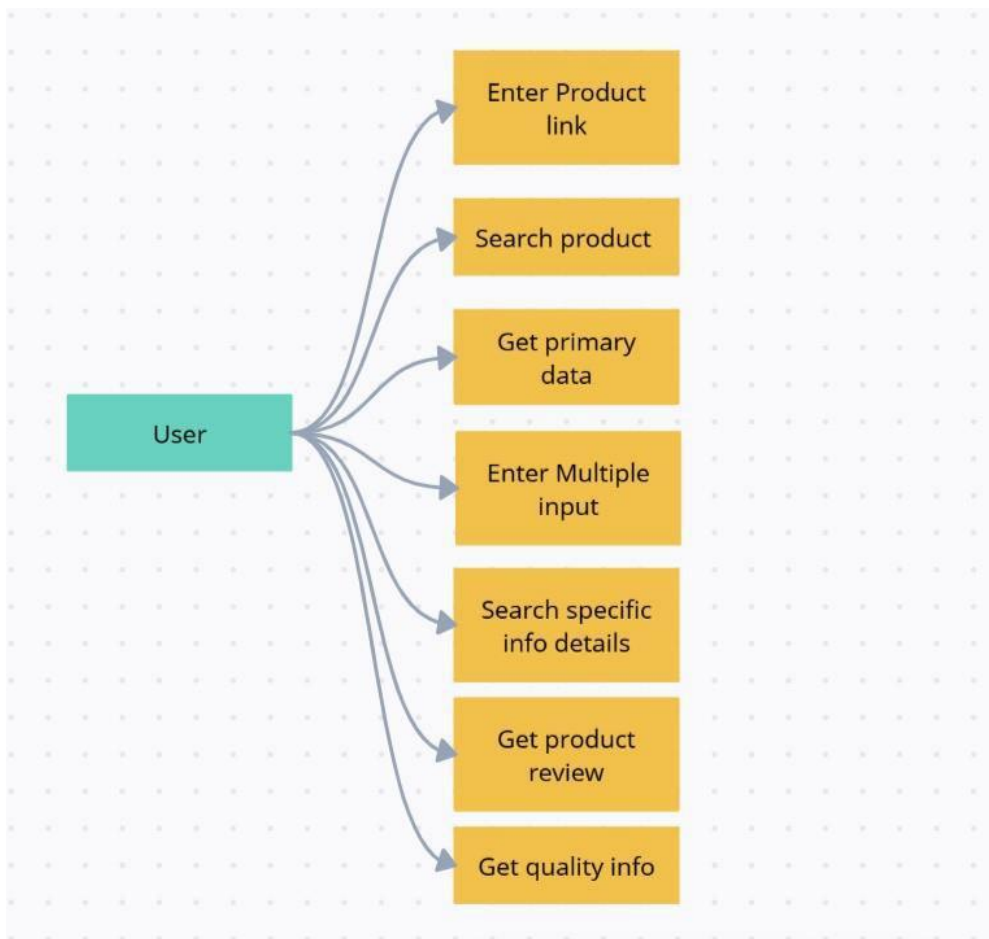 Enter Product
link
Search product
Get primary
data
User
Enter Multiple
input
Search specific
info details
Get product
review
Get quality info